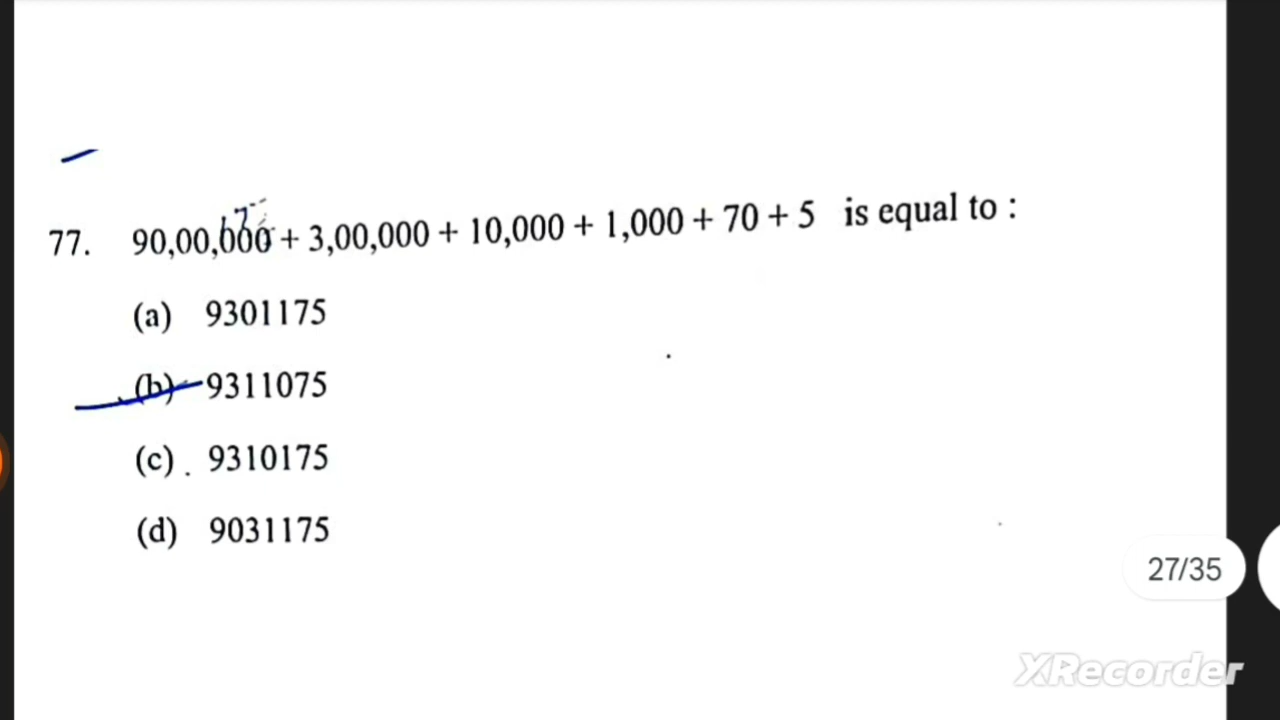 77. 90,00,000 + 3,00,000 + 10,000 + 1,000 + 70 + 5 is equal to :
(a) 9301175
(b) 9311075
(c) . 9310175
(d) 9031175
27/35
XRecorder